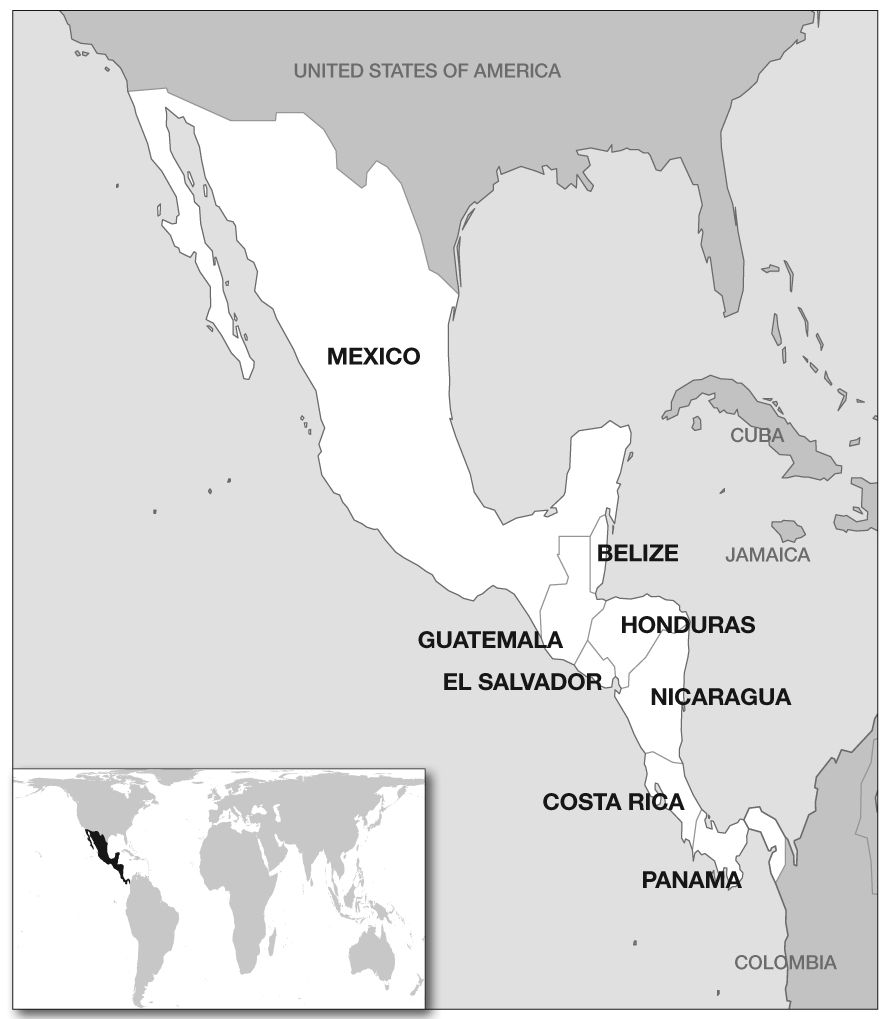 UNITED STATES OF AMERICA
MEXICO
CUBA
BELIZE
JAMAICA
HONDURAS
GUATEMALA
EL SALVADOR
NICARAGUA
COSTA RICA
PANAMA
COLOMBIA